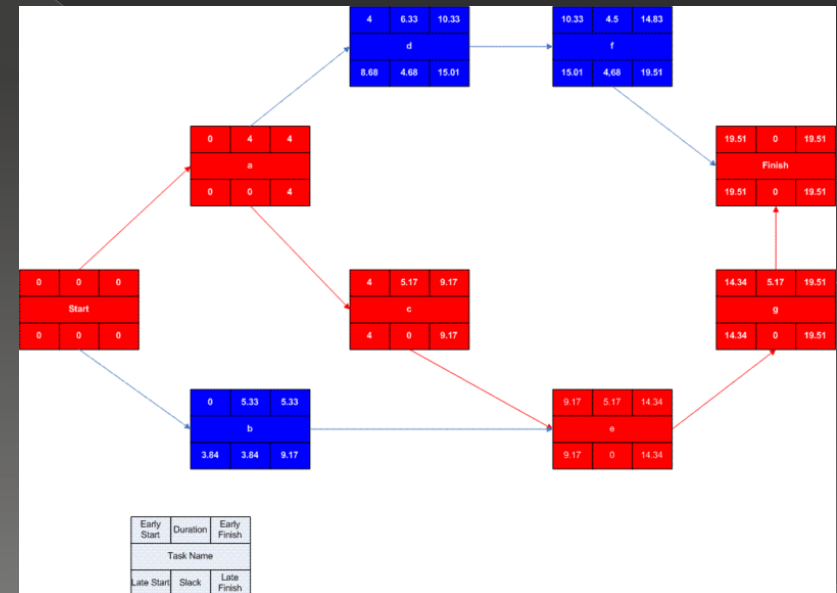 4 6.33 10.33
d
8.68 4.68 15.01
10.33 4.5 14.83
f
15.01 4,68 19.51
0 4 4
a
0 0 4
19.51 0 19.51
Finish
19.51 0 19.51
0 0 0
Start
0 0 0
4 5.17 9.17
c
4 0 9.17
14.34 5.17 19.51
g
14.34 0 19.51
0 5.33 5.33
b
3.84 3.84 9.17
9.17 5.17 14.34
e
9.17 0 14.34
Early Start Duration Early Finish
Task Name
Late Start Slack Late Finish